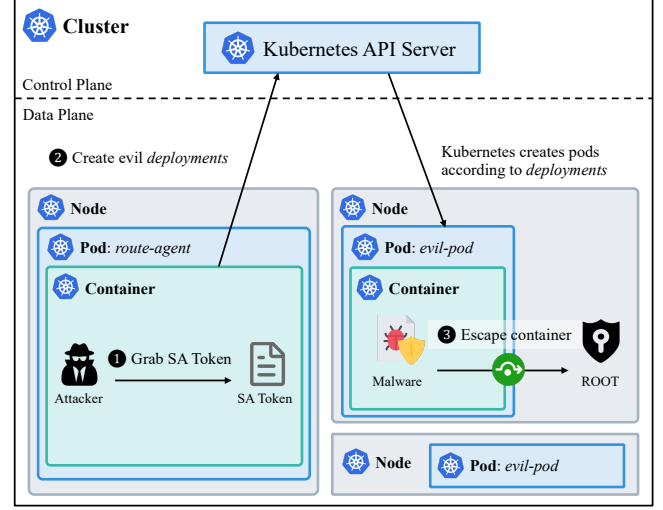 Cluster
Kubernetes API Server
Control Plane
Data Plane
2 Create evil deployments
Kubernetes creates pods
according to deployments
Node
Pod: route-agent
Container
1 Grab SA Token
Attacker
SA Token
Node
Pod: evil-pod
Container
3 Escape container
Malware
ROOT
Node
Pod: evil-pod